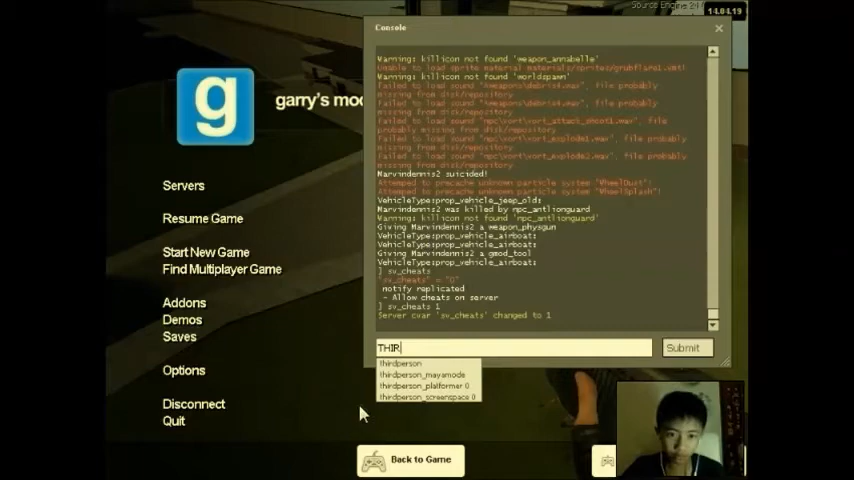 Source Engine 24
14.04.19
Console
Warning: killicon not found 'weapon_annabelle'
Unable to load sprite material materials/sprites/grubflare1.vmt!
Warning: killicon not found 'worldspawn'
Failed to load sound "weapons\debris4.wav", file probably
missing from disk/repository
Failed to load sound "weapons\debris4.wav", file probably
missing from disk/repository
Failed to load sound "npc\vort_attack_shoot1.wav", file
probably missing from disk/repository
Failed to load sound "npc\vort\vort_explode1.wav", file probably
missing from disk/repository
Failed to load sound "npc\vort\vort_explode2.wav", file probably
missing from disk/repository
Marvindennis2 suicided!
Attemped to precache unknown particle system "WheelDust"!
Attemped to precache unknown particle system "WheelSplash"!
VehicleType:prop_vehicle_jeep_old:
Marvindennis2 was killed by npc_antlionguard
Warning: killicon not found 'npc_antlionguard'
Giving Marvindennis2 a weapon_physgun
VehicleType:prop_vehicle_airboat:
VehicleType:prop_vehicle_airboat:
Giving Marvindennis2 a gmod_tool
VehicleType:prop_vehicle_airboat:
] sv_cheats
"sv_cheats" = "0"
notify replicated
- Allow cheats on server
] sv_cheats 1
Server cvar 'sv_cheats' changed to 1
THIR
Submit
thirdperson
thirdperson_mayamode
thirdperson_platformer 0
thirdperson_screenspace 0
g
garry's mod
Servers
Resume Game
Start New Game
Find Multiplayer Game
Addons
Demos
Saves
Options
Disconnect
Quit
Back to Game